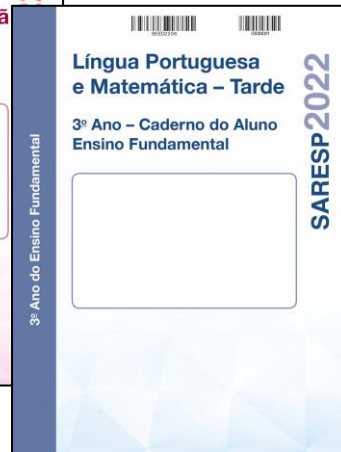 ã
Língua Portuguesa
e Matemática – Tarde
3º Ano – Caderno do Aluno
Ensino Fundamental
SARESP2022
3º Ano do Ensino Fundamental